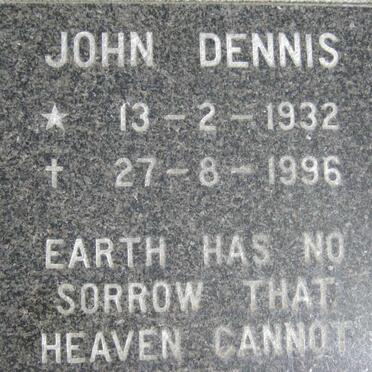 JOHN DENNIS
★ 13-2-1932
† 27-8-1996
EARTH HAS NO
SORROW THAT
HEAVEN CANNOT